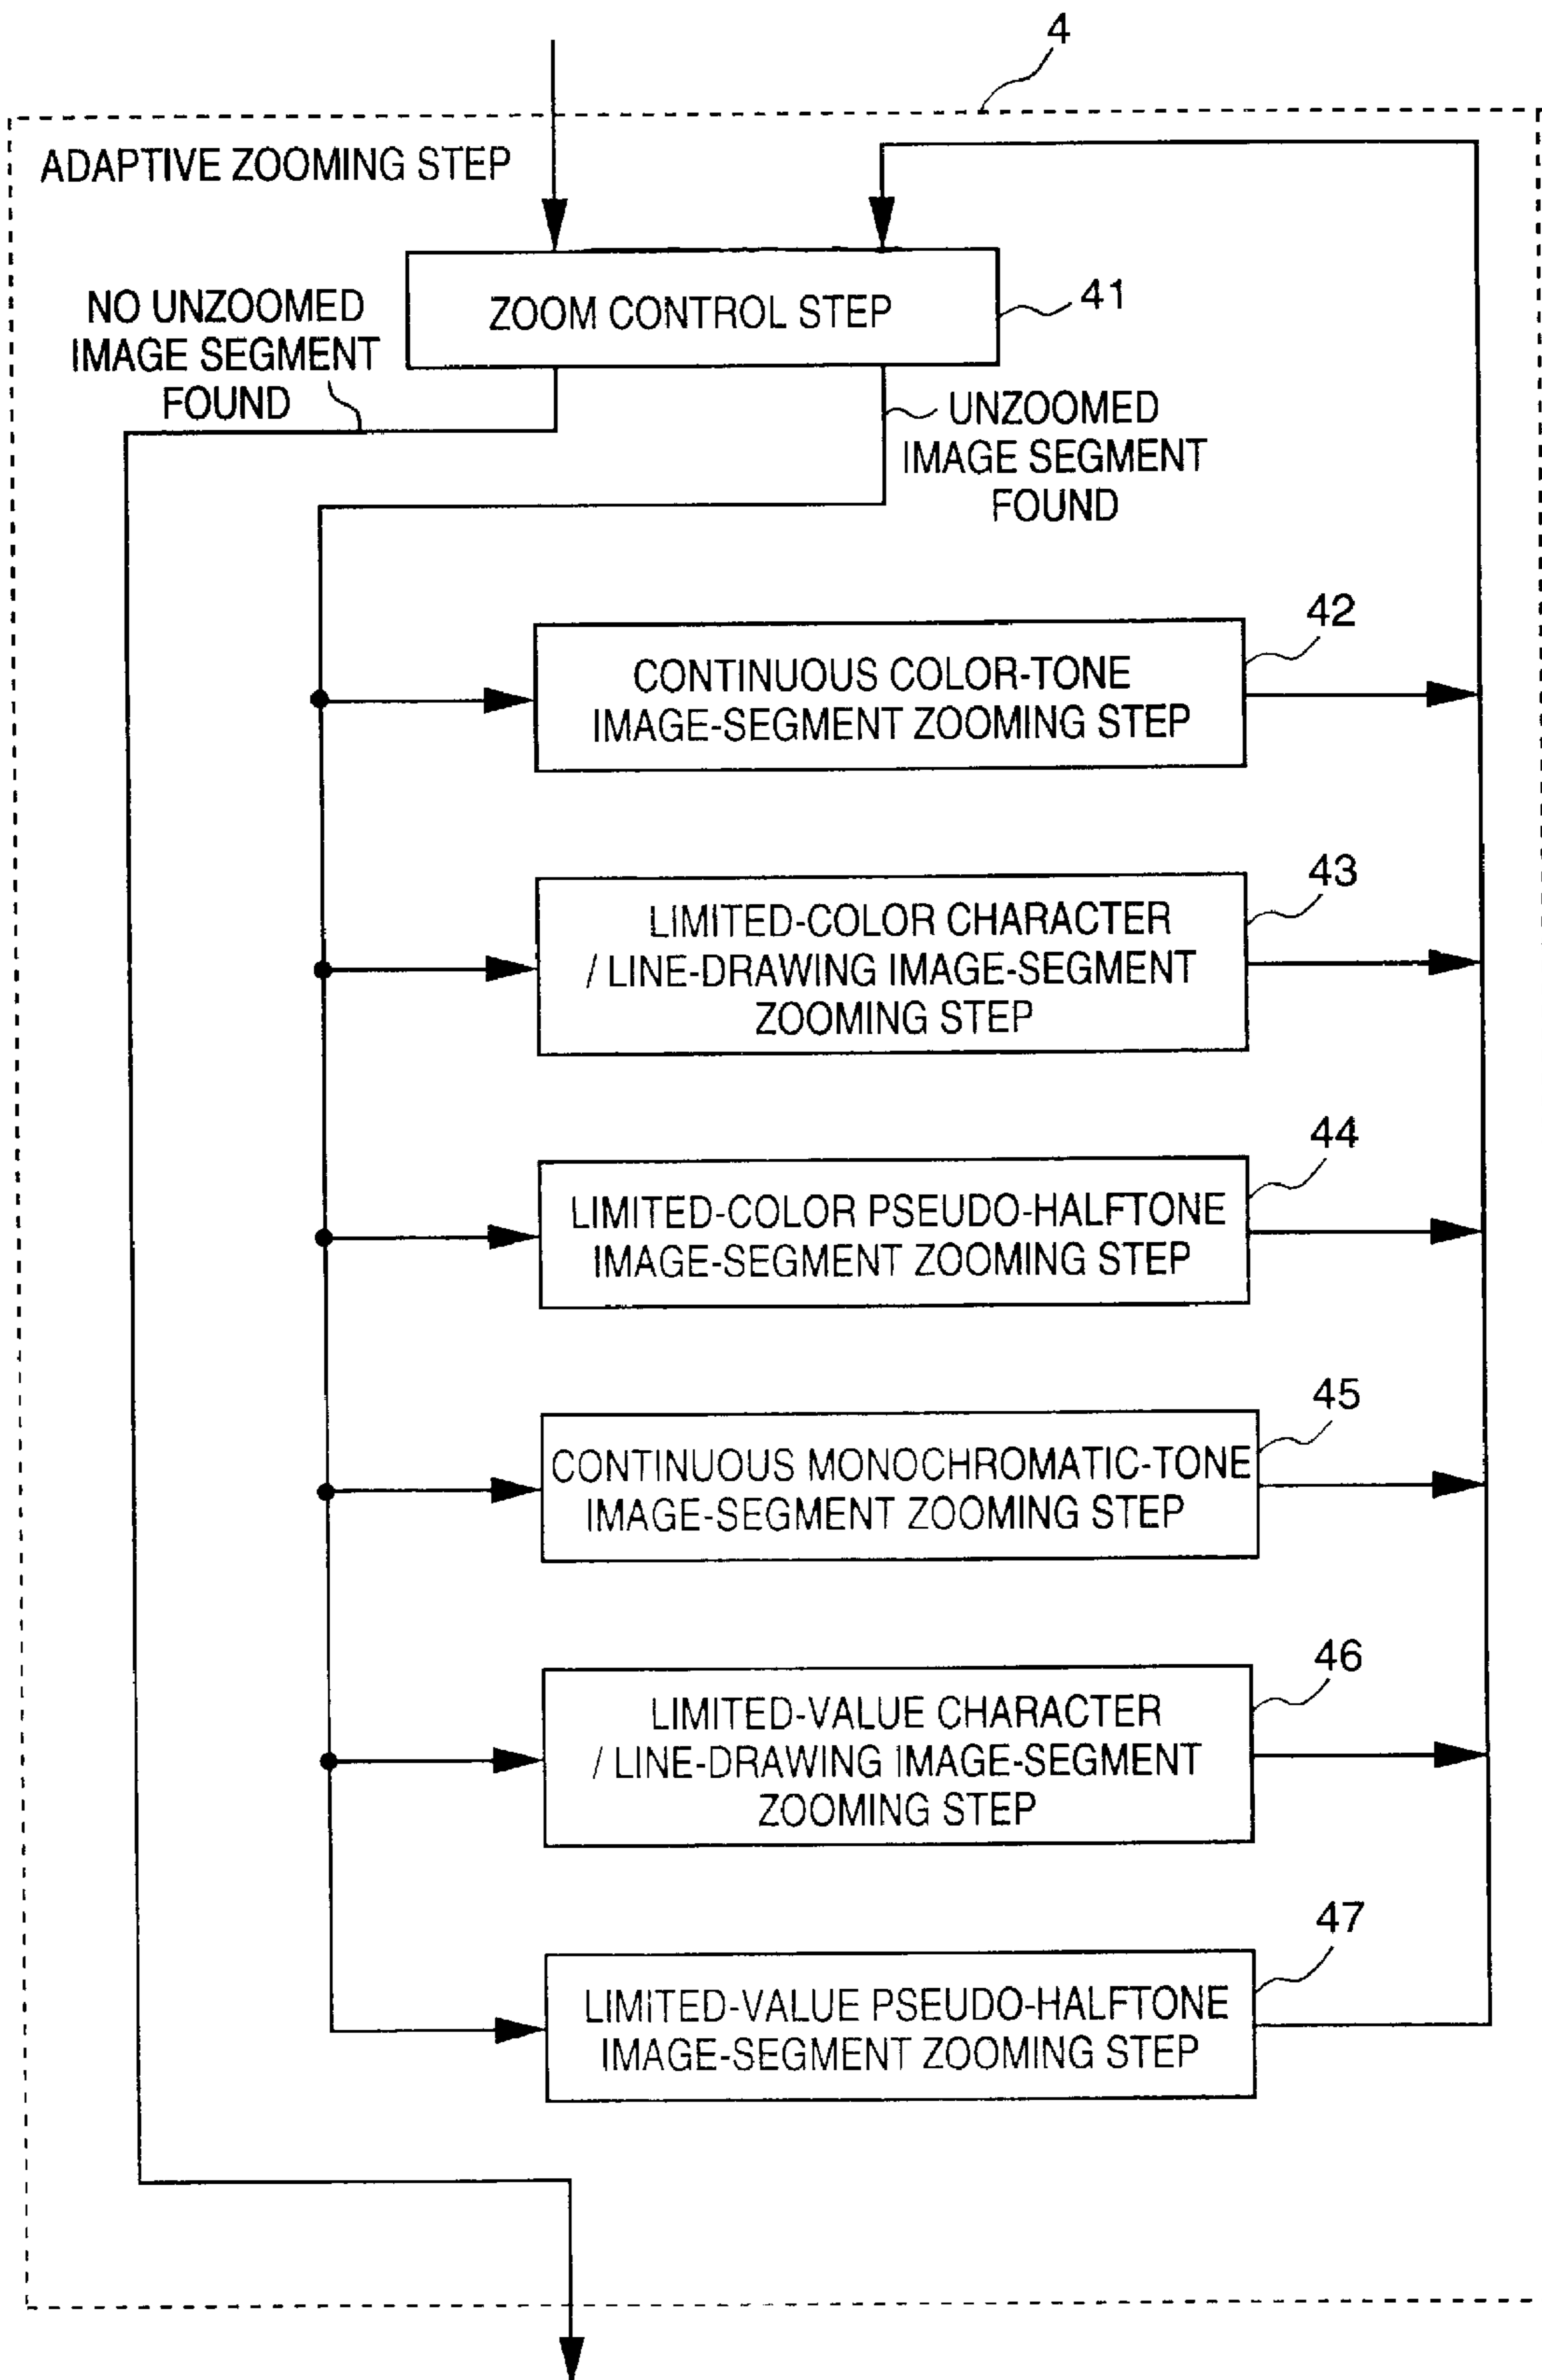 4
ADAPTIVE ZOOMING STEP
ZOOM CONTROL STEP
41
NO UNZOOMED
IMAGE SEGMENT
FOUND
UNZOOMED
IMAGE SEGMENT
FOUND
42
CONTINUOUS COLOR-TONE
IMAGE-SEGMENT ZOOMING STEP
43
LIMITED-COLOR CHARACTER
/ LINE-DRAWING IMAGE-SEGMENT
ZOOMING STEP
44
LIMITED-COLOR PSEUDO-HALFTONE
IMAGE-SEGMENT ZOOMING STEP
45
CONTINUOUS MONOCHROMATIC-TONE
IMAGE-SEGMENT ZOOMING STEP
46
LIMITED-VALUE CHARACTER
/ LINE-DRAWING IMAGE-SEGMENT
ZOOMING STEP
47
LIMITED-VALUE PSEUDO-HALFTONE
IMAGE-SEGMENT ZOOMING STEP